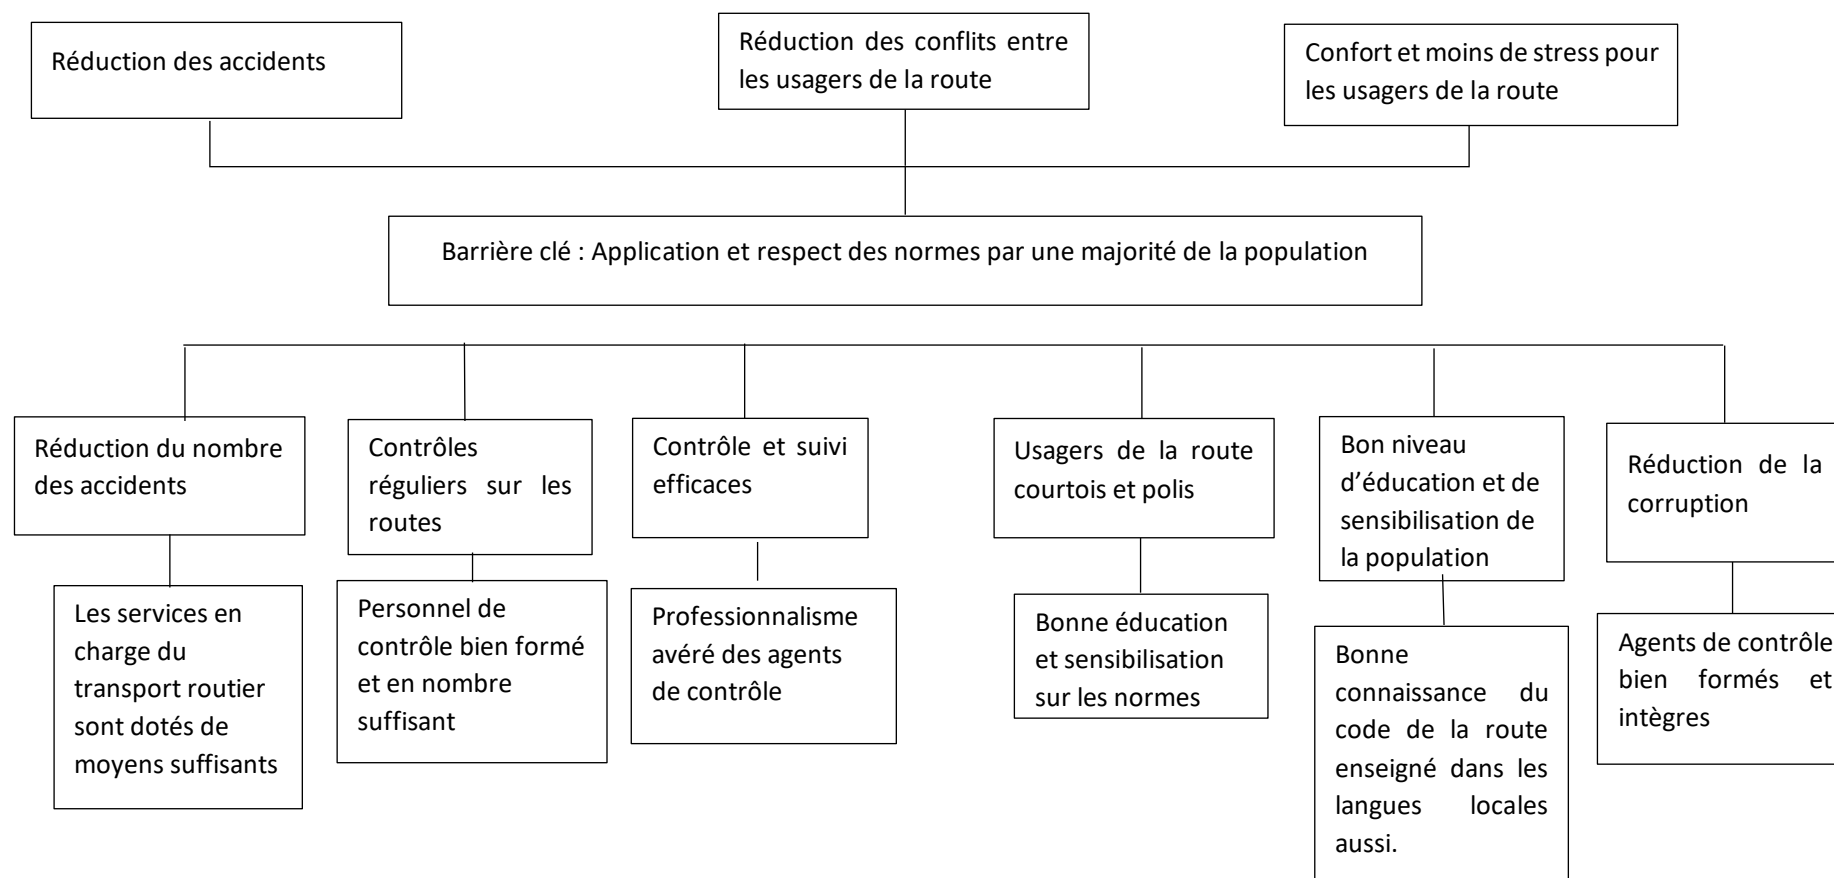 Réduction des accidents
Réduction des conflits entre
les usagers de la route
Confort et moins de stress pour
les usagers de la route
Barrière clé : Application et respect des normes par une majorité de la population
Réduction du nombre
des accidents
Contrôles
réguliers sur les
routes
Contrôle et suivi
efficaces
Usagers de la route
courtois et polis
Bon niveau
d’éducation et de
sensibilisation de
la population
Réduction de la
corruption
Les services en
charge du
transport routier
sont dotés de
moyens suffisants
Personnel de
contrôle bien formé
et en nombre
suffisant
Professionnalisme
avéré des agents
de contrôle
Bonne éducation
et sensibilisation
sur les normes
Bonne
connaissance du
code de la route
enseigné dans les
langues locales
aussi.
Agents de contrôle
bien formés et
intègres